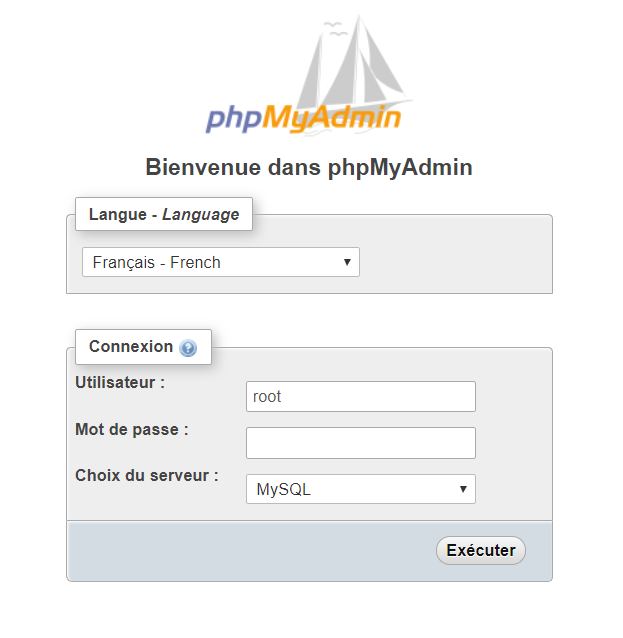 phpMyAdmin
Bienvenue dans phpMyAdmin
Langue - Language
Français - French
Connexion
Utilisateur :
root
Mot de passe :
Choix du serveur :
MySQL
Exécuter